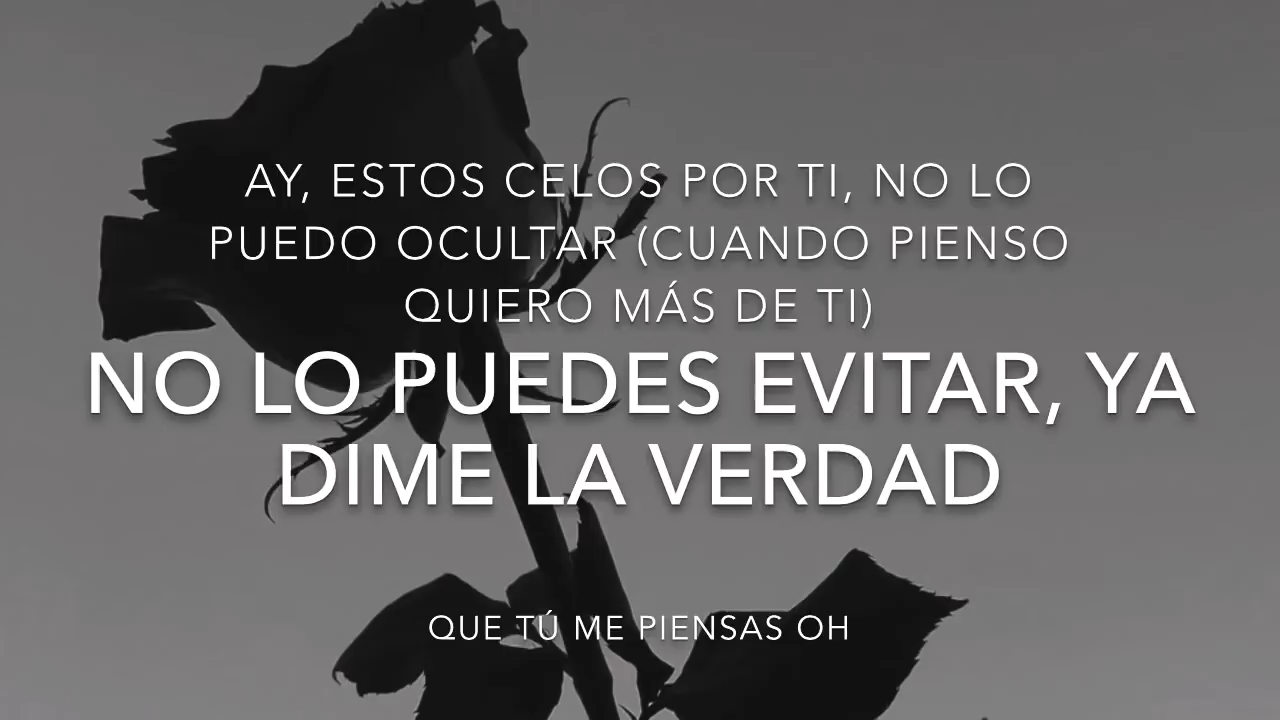 AY, ESTOS CELOS POR TI, NO LO
PUEDO OCULTAR (CUANDO PIENSO
QUIERO MÁS DE TI)
NO LO PUEDES EVITAR, YA
DIME LA VERDAD
QUE TÚ ME PIENSAS OH